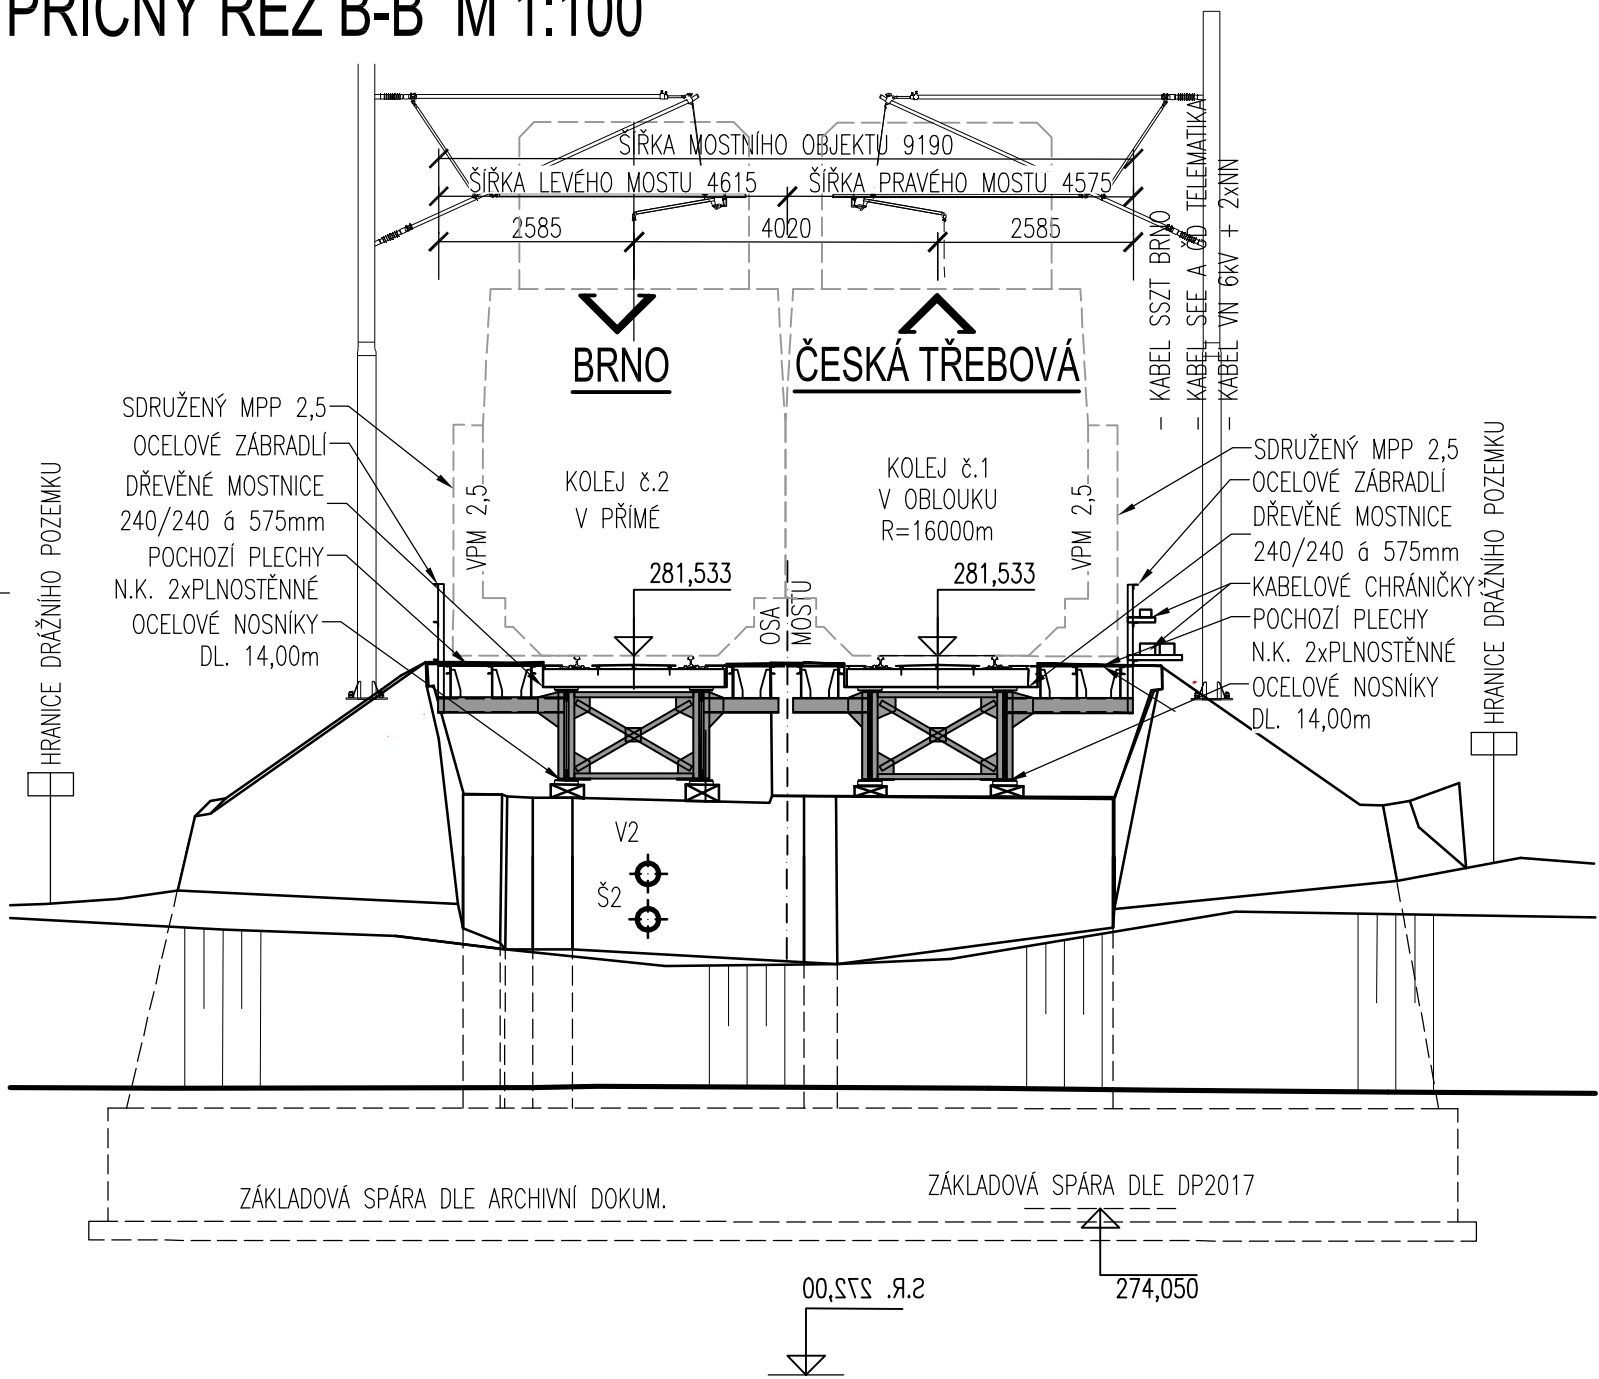 PŘÍČNÝ ŘEZ B-B M 1:100
ŠÍŘKA MOSTNÍHO OBJEKTU 9190
ŠÍŘKA LEVÉHO MOSTU 4615
ŠÍŘKA PRAVÉHO MOSTU 4575
2585
4020
2585
KABEL SSZT BRNO
KABEL SEE A ČD TELEMATIKA
KABEL VN 6kV + 2xNN
BRNO
ČESKÁ TŘEBOVÁ
SDRUŽENÝ MPP 2,5
OCELOVÉ ZÁBRADLÍ
DŘEVĚNÉ MOSTNICE
240/240 á 575mm
POCHOZÍ PLECHY
N.K. 2xPLNOSTĚNNÉ
OCELOVÉ NOSNÍKY
DL. 14,00m
HRANICE DRÁŽNÍHO POZEMKU
VPM 2,5
KOLEJ č.2
V PŘÍMÉ
281,533
OSA
MOSTU
KOLEJ č.1
V OBLOUKU
R=16000m
281,533
VPM 2,5
SDRUŽENÝ MPP 2,5
OCELOVÉ ZÁBRADLÍ
DŘEVĚNÉ MOSTNICE
240/240 á 575mm
KABELOVÉ CHRÁNIČKY
POCHOZÍ PLECHY
N.K. 2xPLNOSTĚNNÉ
OCELOVÉ NOSNÍKY
DL. 14,00m
HRANICE DRÁŽNÍHO POZEMKU
V2
Š2
ZÁKLADOVÁ SPÁRA DLE ARCHIVNÍ DOKUM.
ZÁKLADOVÁ SPÁRA DLE DP2017
274,050
S.R. 272,00